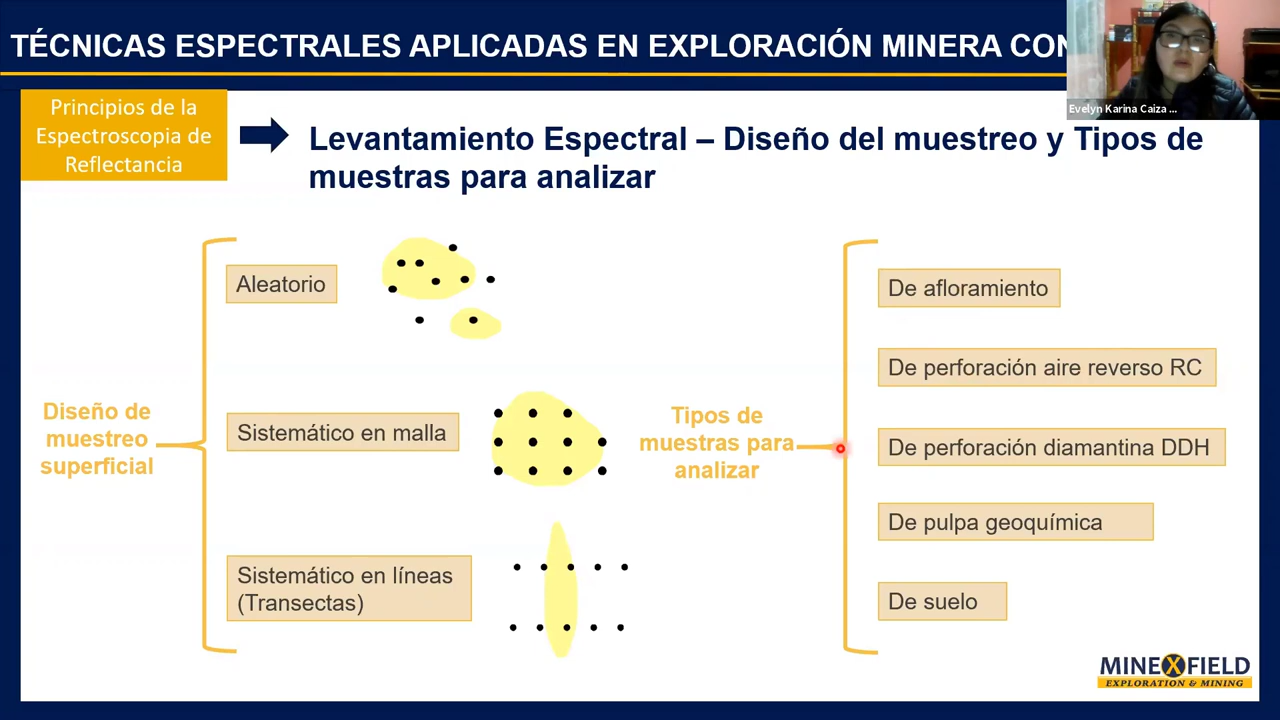 TÉCNICAS ESPECTRALES APLICADAS EN EXPLORACIÓN MINERA CON
Evelyn Karina Caiza ...
Principios de la
Espectroscopia de
Reflectancia
Levantamiento Espectral – Diseño del muestreo y Tipos de
muestras para analizar
Diseño de
muestreo
superficial
Aleatorio
Sistemático en malla
Sistemático en líneas
(Transectas)
Tipos de
muestras para
analizar
De afloramiento
De perforación aire reverso RC
De perforación diamantina DDH
De pulpa geoquímica
De suelo
MINEXFIELD
EXPLORATION & MINING